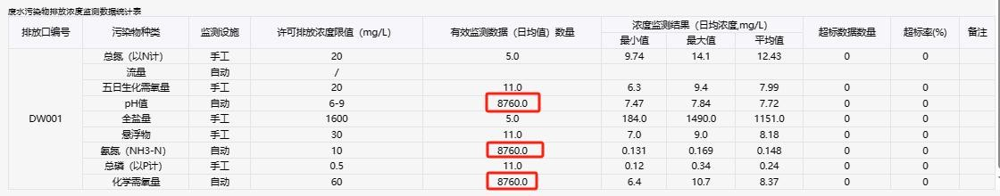 废水污染物排放浓度监测数据统计表
排放口编号 污染物种类 监测设施 许可排放浓度限值（mg/L） 有效监测数据（日均值）数量 浓度监测结果（日均浓度,mg/L） 超标数据数量 超标率(%) 备注
最小值 最大值 平均值
总氮（以N计） 手工 20 5.0 9.74 14.1 12.43 0 0
流量 自动 / 0 0
五日生化需氧量 手工 20 11.0 6.3 9.4 7.99 0 0
pH值 自动 6-9 8760.0 7.47 7.84 7.72 0 0
DW001 全盐量 手工 1600 5.0 184.0 1490.0 1151.0 0 0
悬浮物 手工 30 11.0 7.0 9.0 8.18 0 0
氨氮（NH3-N） 自动 10 8760.0 0.131 0.169 0.148 0 0
总磷（以P计） 手工 0.5 11.0 0.12 0.34 0.24 0 0
化学需氧量 自动 60 8760.0 6.4 10.7 8.37 0 0